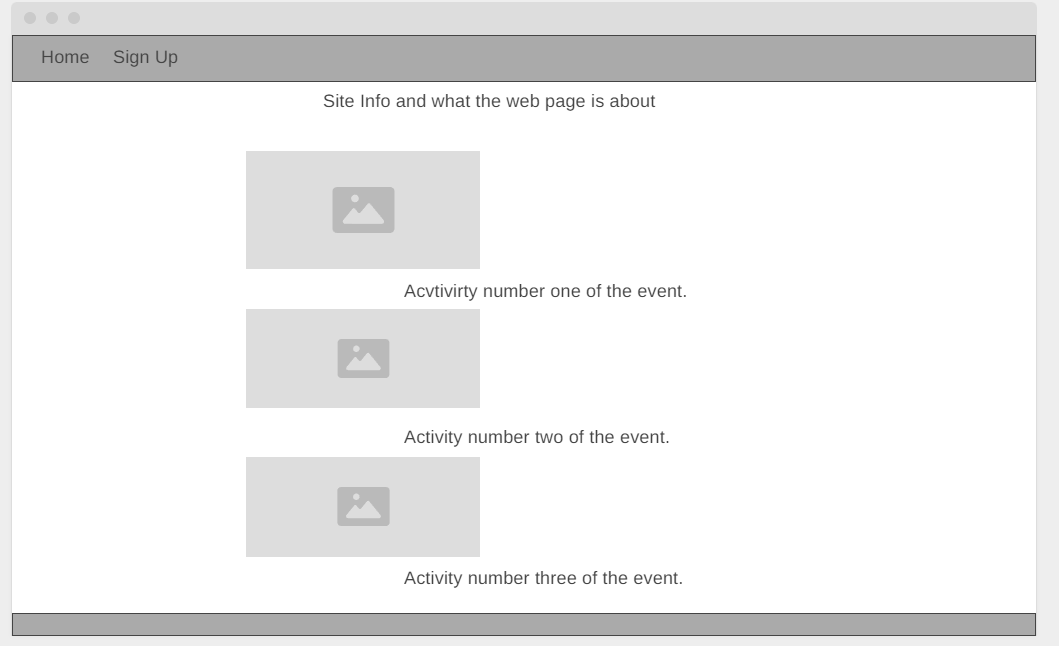 Home Sign Up
Site Info and what the web page is about
Acvtivirty number one of the event.
Activity number two of the event.
Activity number three of the event.